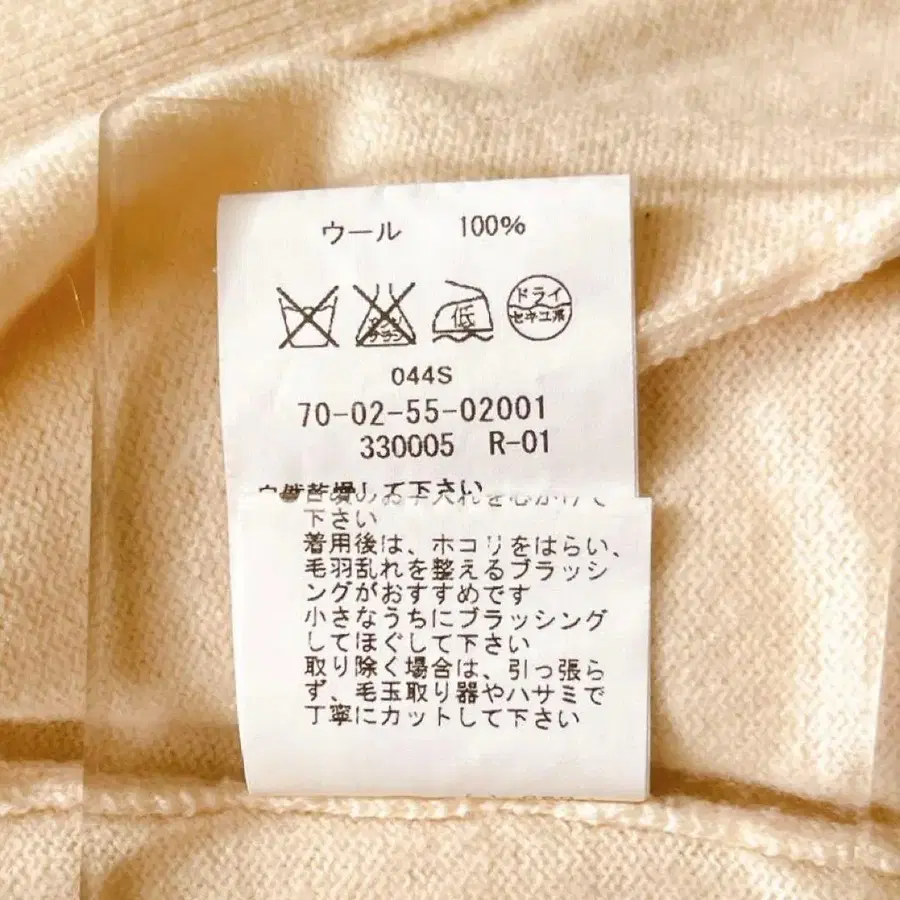 ウール 100%
低
ドライ
セキユ系
044S
70-02-55-02001
330005 R-01
して下さい
下さい
着用後は、ホコリをはらい、
毛羽乱れを整えるブラッシ
ングがおすすめです
小さなうちにブラッシング
してほぐして下さい
取り除く場合は、引っ張ら
ず、毛玉取り器やハサミで
丁寧にカットして下さい